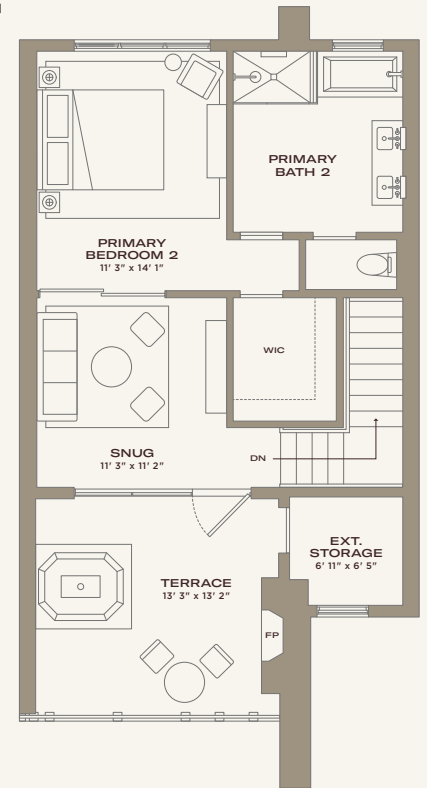 PRIMARY
BATH 2
PRIMARY
BEDROOM 2
11' 3" x 14' 1"
WIC
SNUG
11' 3" x 11' 2"
DN
EXT.
STORAGE
6' 11" x 6' 5"
TERRACE
13' 3" x 13' 2"
FP